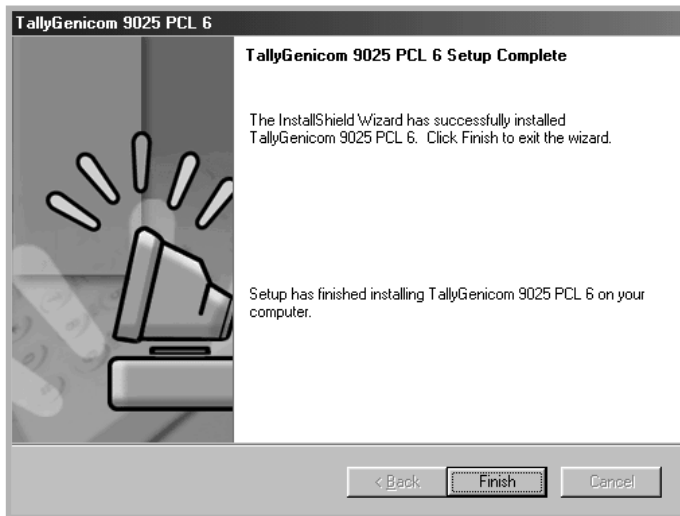 TallyGenicom 9025 PCL 6
TallyGenicom 9025 PCL 6 Setup Complete
The InstallShield Wizard has successfully installed
TallyGenicom 9025 PCL 6.  Click Finish to exit the wizard.
Setup has finished installing TallyGenicom 9025 PCL 6 on your
computer.
< Back
Finish
Cancel